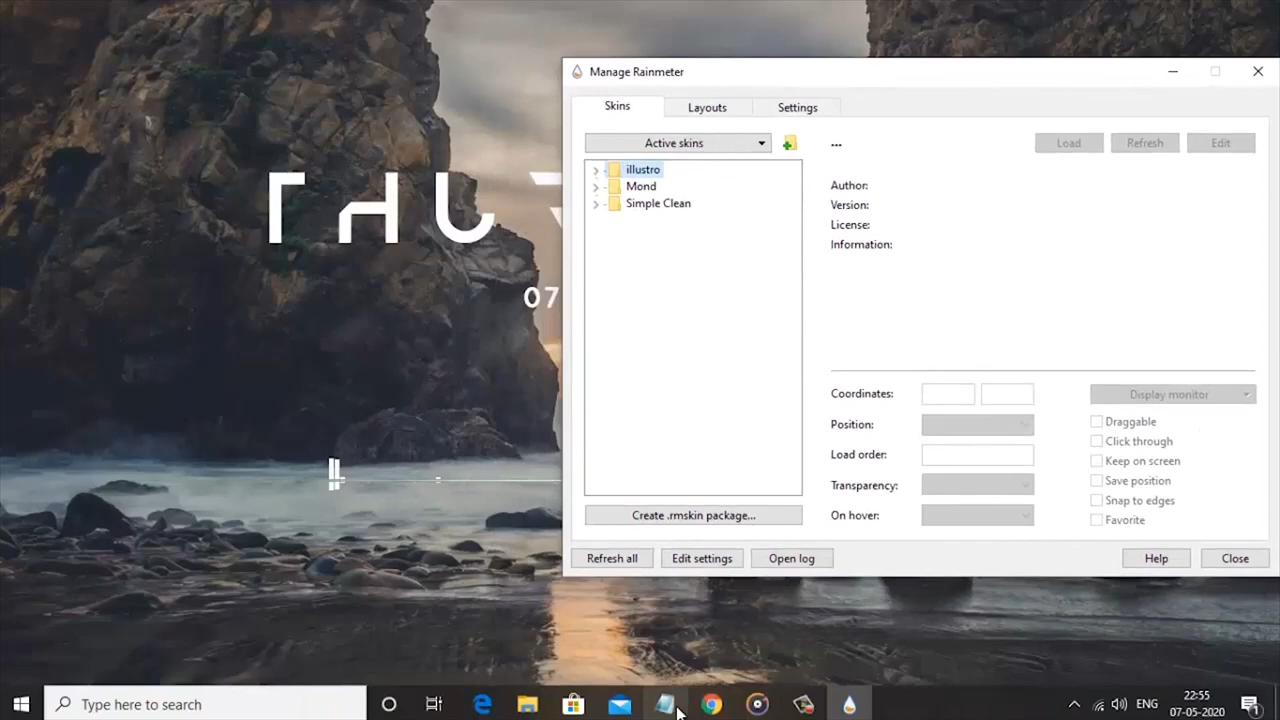 Manage Rainmeter
Skins
Layouts
Settings
Active skins
...
Load
Refresh
Edit
illustro
Mond
Simple Clean
Author:
Version:
License:
Information:
THU
07
Coordinates:
Display monitor
Position:
Draggable
Click through
Load order:
Keep on screen
Transparency:
Save position
Snap to edges
On hover:
Favorite
Create .rmskin package...
Refresh all
Edit settings
Open log
Help
Close
Type here to search
ENG
22:55
07-05-2020
1